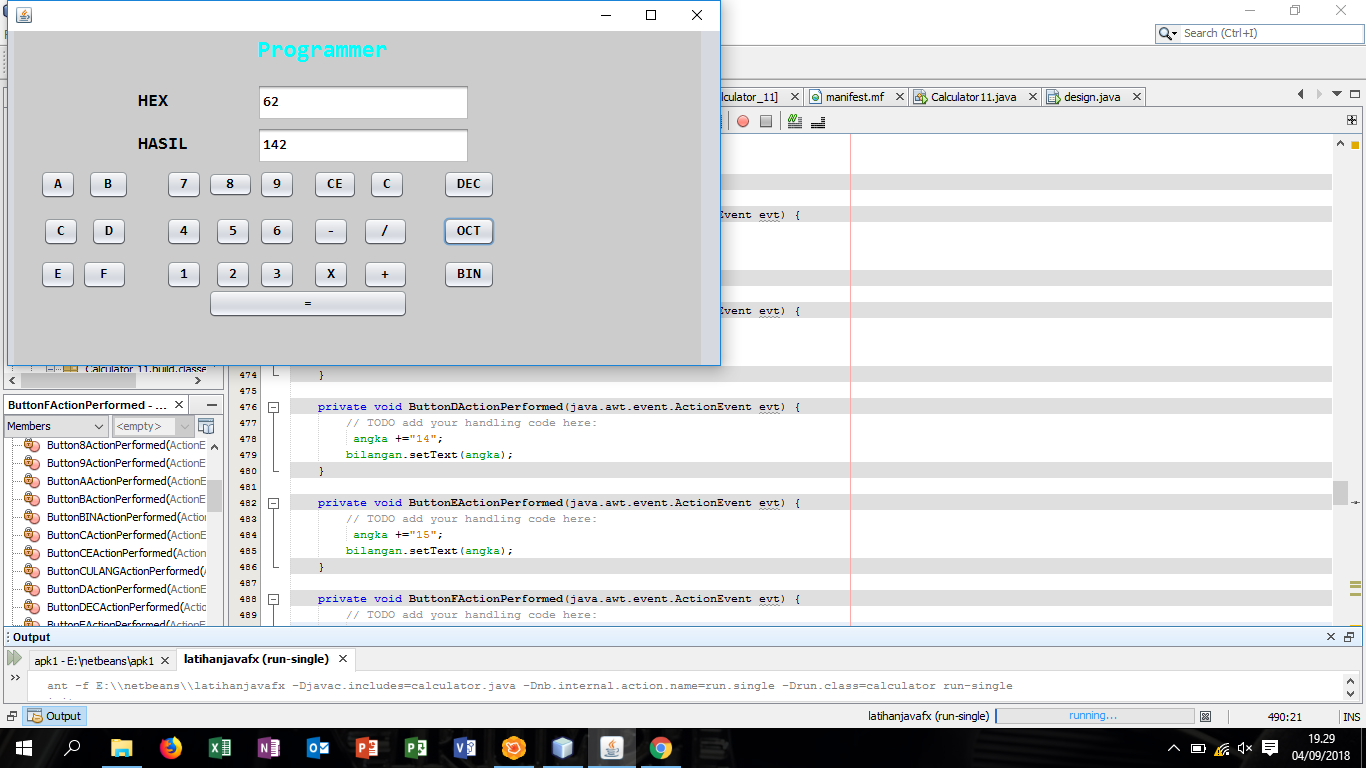 Programmer
HEX
62
HASIL
142
A B 7 8 9 CE C DEC
C D 4 5 6 - / OCT
E F 1 2 3 X + BIN
=
Search (Ctrl+I)
lculator_11] manifest.mf Calculator11.java design.java
Event evt) {
Event evt) {
Calculator_11.build.classe
474 }
475
476 private void ButtonDActionPerformed(java.awt.event.ActionEvent evt) {
477 // TODO add your handling code here:
478 angka +="14";
479 bilangan.setText(angka);
480 }
481
482 private void ButtonEActionPerformed(java.awt.event.ActionEvent evt) {
483 // TODO add your handling code here:
484 angka +="15";
485 bilangan.setText(angka);
486 }
487
488 private void ButtonFActionPerformed(java.awt.event.ActionEvent evt) {
489 // TODO add your handling code here:
ButtonFActionPerformed - ...
Members <empty>
Button8ActionPerformed(ActionE
Button9ActionPerformed(ActionE
ButtonAActionPerformed(ActionE
ButtonBActionPerformed(ActionE
ButtonBINActionPerformed(Action
ButtonCActionPerformed(ActionE
ButtonCEActionPerformed(Action
ButtonCULANGActionPerformed(A
ButtonDActionPerformed(ActionE
ButtonDECActionPerformed(Actio
ButtonEActionPerformed(ActionE
Output
apk1 - E:\netbeans\apk1 latihanjavafx (run-single)
ant -f E:\\netbeans\\latihanjavafx -Djavac.includes=calculator.java -Dnb.internal.action.name=run.single -Drun.class=calculator run-single
Output
latihanjavafx (run-single) running... 490:21 INS
19.29
04/09/2018